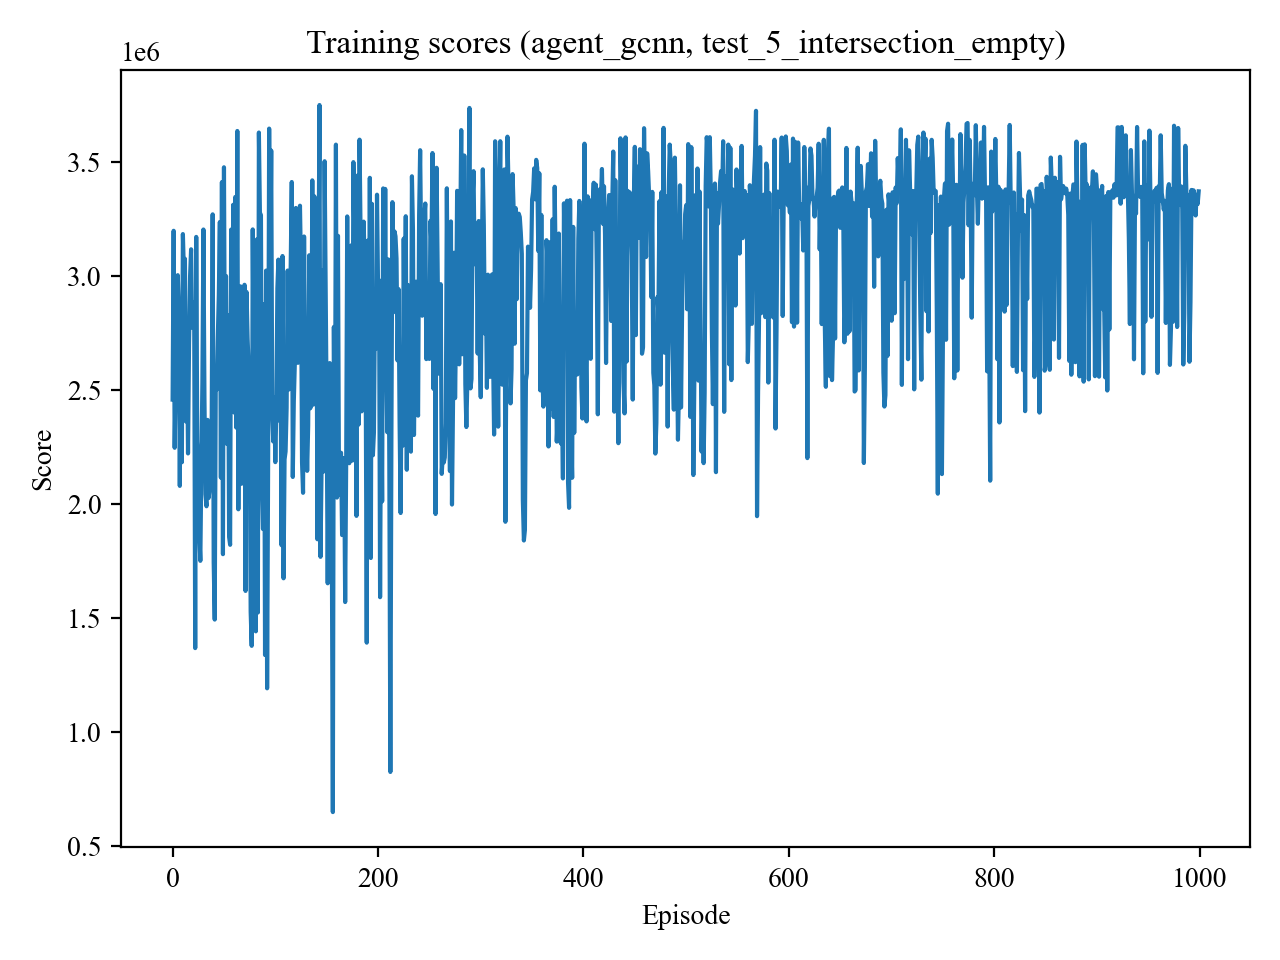 Training scores (agent_gcnn, test_5_intersection_empty)
1e6
3.5
3.0
2.5
2.0
1.5
1.0
0.5
Score
0 200 400 600 800 1000
Episode